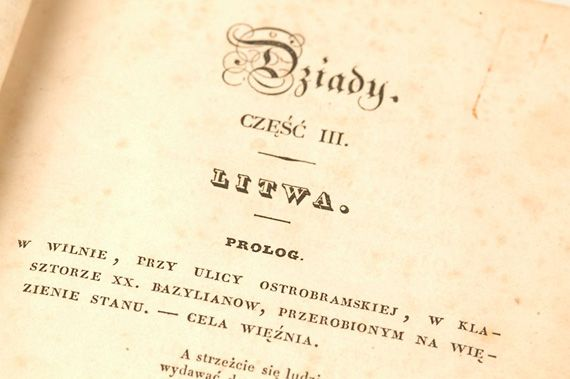 Dziady.
CZĘŚĆ III.
LITWA.
PROLOG.
W WILNIE, PRZY ULICY OSTROBRAMSKIEJ, W KLA–
SZTORZE XX. BAZYLIANOW, PRZEROBIONYM NA WIĘ–
ZIENIE STANU. — CELA WIĘŹNIA.
A strzeżcie się ludzi
wydawać